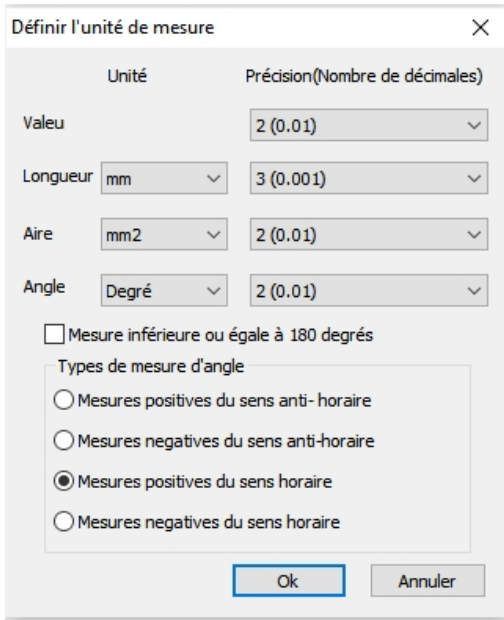 Définir l'unité de mesure
Unité Précision(Nombre de décimales)
Valeu 2 (0.01)
Longueur mm 3 (0.001)
Aire mm2 2 (0.01)
Angle Degré 2 (0.01)
Mesure inférieure ou égale à 180 degrés
Types de mesure d'angle
Mesures positives du sens anti- horaire
Mesures negatives du sens anti-horaire
Mesures positives du sens horaire
Mesures negatives du sens horaire
Ok Annuler